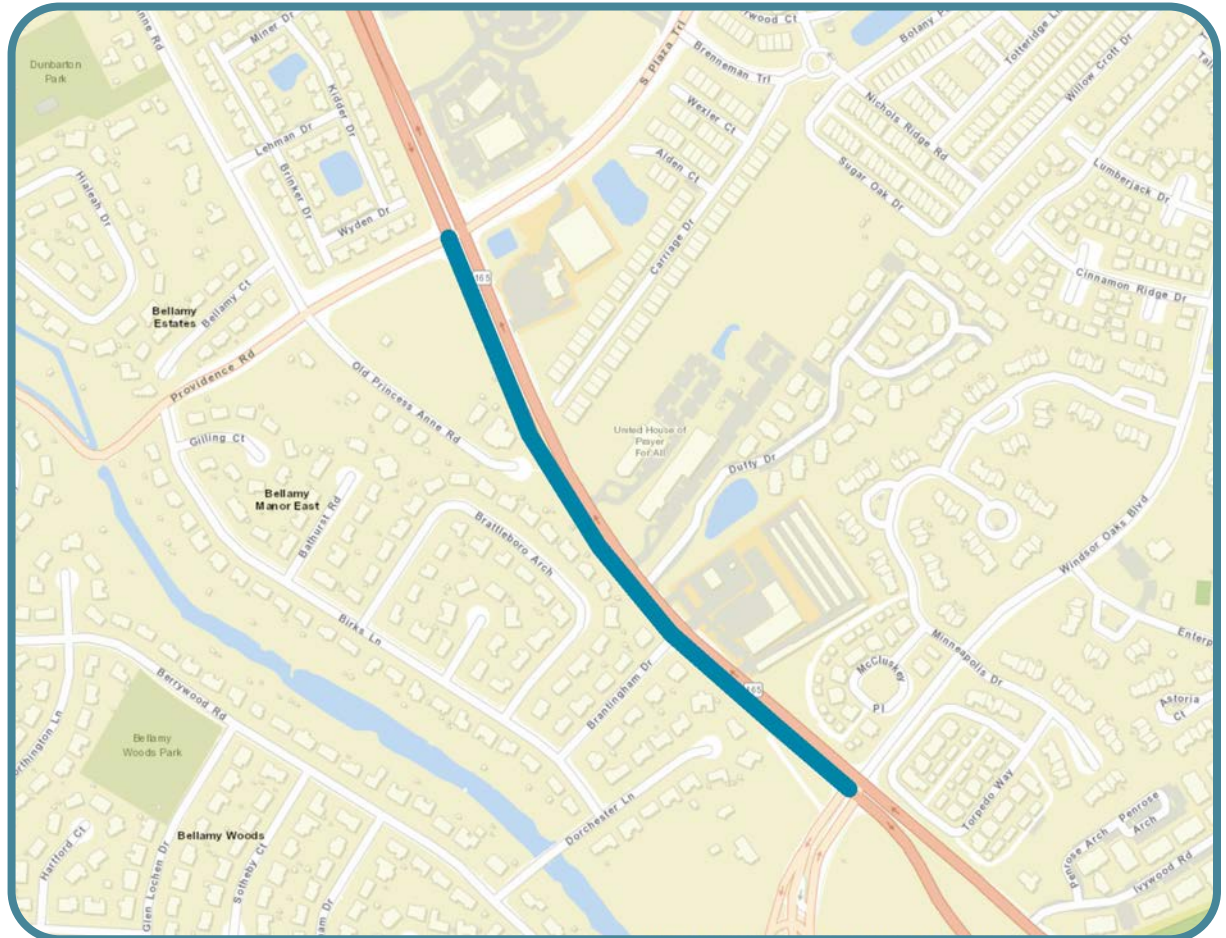 Miner Dr
Dunbarton
Park
Kidder Dr
S Plaza Trl
Brenneman Trl
Totteridge
Willow Croft Dr
Wexler Ct
Nichols Ridge Rd
Lehman Dr
Alden Ct
Hialeah Dr
Brinker Dr
Sugar Oak Dr
Lumberjack Dr
Wyden Dr
Carriage Dr
165
Cinnamon Ridge Dr
Bellamy
Estates
Bellamy Ct
Providence Rd
Old Princess Anne Rd
Gilling Ct
United House of
Prayer
For All
Duffy Dr
Bellamy
Manor East
Bathurst Rd
Brattleboro Arch
Windsor Oaks Blvd
Birks Ln
Minneapolis Dr
Brantingham Dr
McCluskey
Pl
165
Berrywood Rd
Astoria
Ct
Bellamy
Woods Park
Torpedo Way
Dorchester Ln
Bellamy Woods
Penrose Arch
Penrose
Arch
Hartford Ct
Glen Lochen Dr
Sotheby Ct
Ivywood Rd